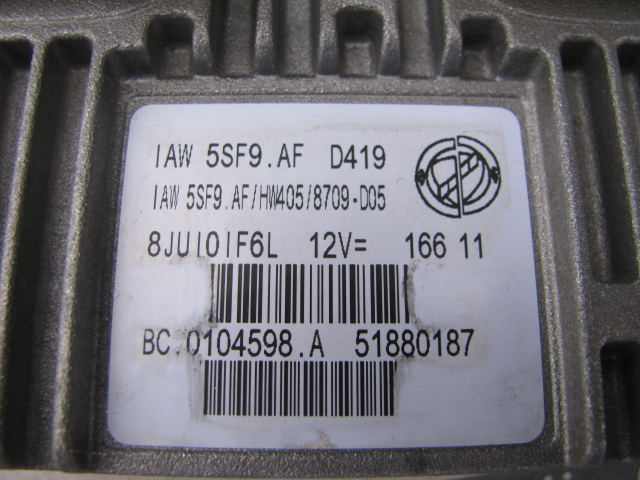 IAW 5SF9.AF D419
IAW 5SF9.AF/HW405/8709-D05
8JUI0IF6L 12V= 166 11
BC.0104598.A 51880187